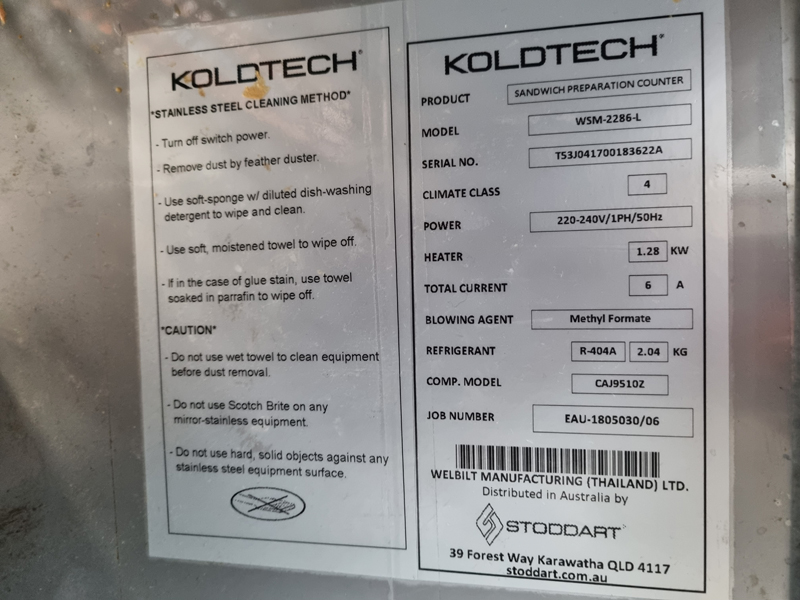 KOLDTECH
*STAINLESS STEEL CLEANING METHOD*
- Turn off switch power.
- Remove dust by feather duster.
- Use soft-sponge w/ diluted dish-washing
detergent to wipe and clean.
- Use soft, moistened towel to wipe off.
- If in the case of glue stain, use towel
soaked in parrafin to wipe off.
*CAUTION*
- Do not use wet towel to clean equipment
before dust removal.
- Do not use Scotch Brite on any
mirror-stainless equipment.
- Do not use hard, solid objects against any
stainless steel equipment surface.
KOLDTECH
PRODUCT SANDWICH PREPARATION COUNTER
MODEL WSM-2286-L
SERIAL NO. T53J041700183622A
CLIMATE CLASS 4
POWER 220-240V/1PH/50Hz
HEATER 1.28 KW
TOTAL CURRENT 6 A
BLOWING AGENT Methyl Formate
REFRIGERANT R-404A 2.04 KG
COMP. MODEL CAJ9510Z
JOB NUMBER EAU-1805030/06
WELBILT MANUFACTURING (THAILAND) LTD.
Distributed in Australia by
STODDART
39 Forest Way Karawatha QLD 4117
stoddart.com.au